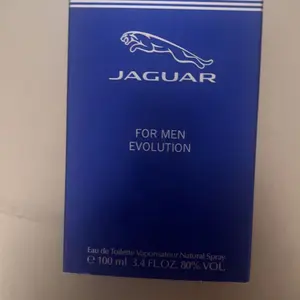 JAGUAR
FOR MEN
EVOLUTION
Eau de Toilette Vaporisateur Natural Spray
℮ 100 ml 3.4 FL.OZ. 80% VOL